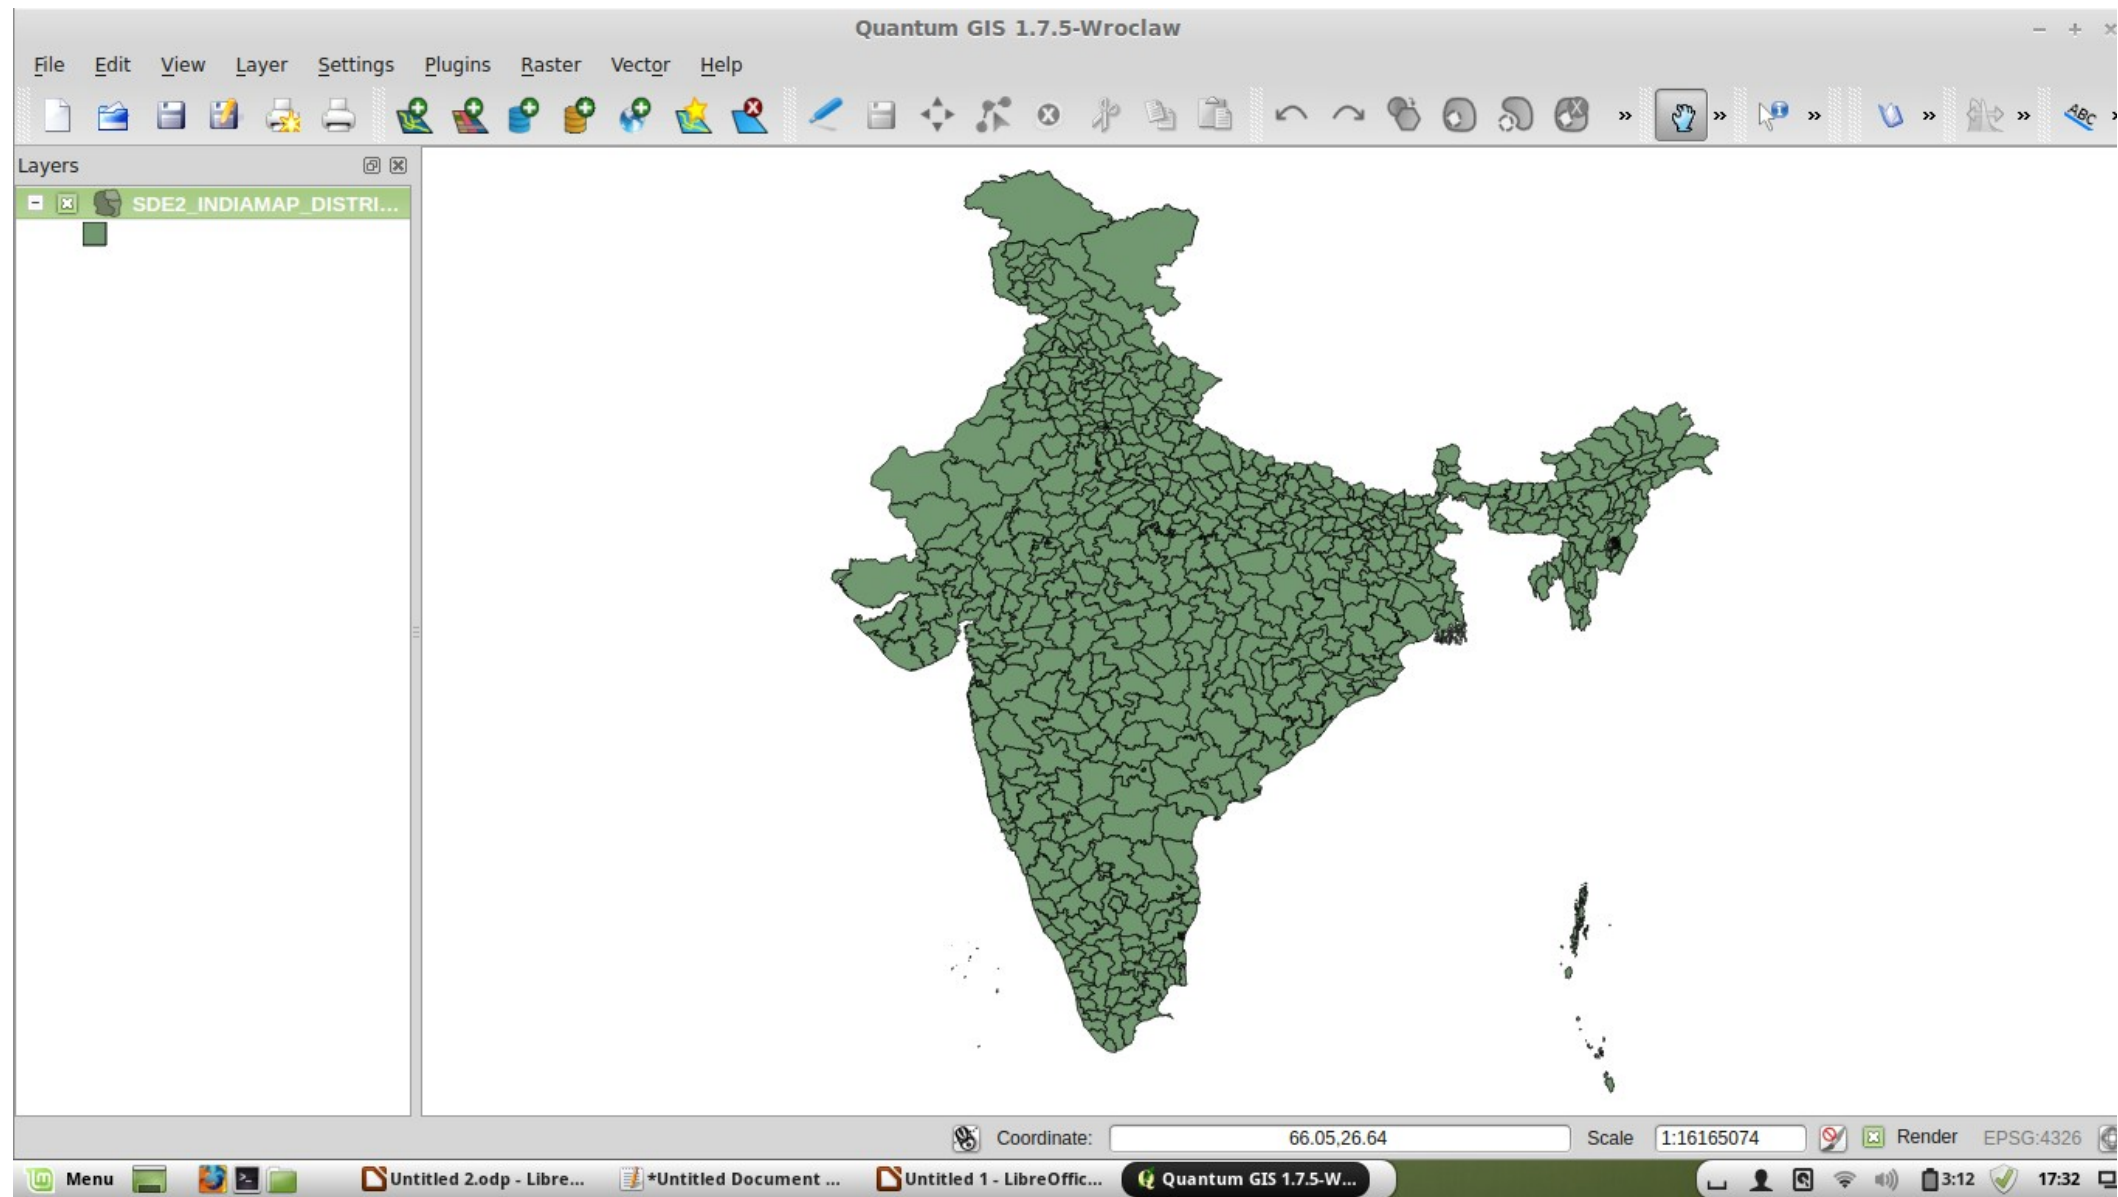 Quantum GIS 1.7.5-Wroclaw
File Edit View Layer Settings Plugins Raster Vector Help
» » » » » ABC
Layers
SDE2_INDIAMAP_DISTRI...
Coordinate: 66.05,26.64 Scale 1:16165074 Render EPSG:4326
Menu Untitled 2.odp - Libre... *Untitled Document ... Untitled 1 - LibreOffic... Quantum GIS 1.7.5-W... 3:12 17:32